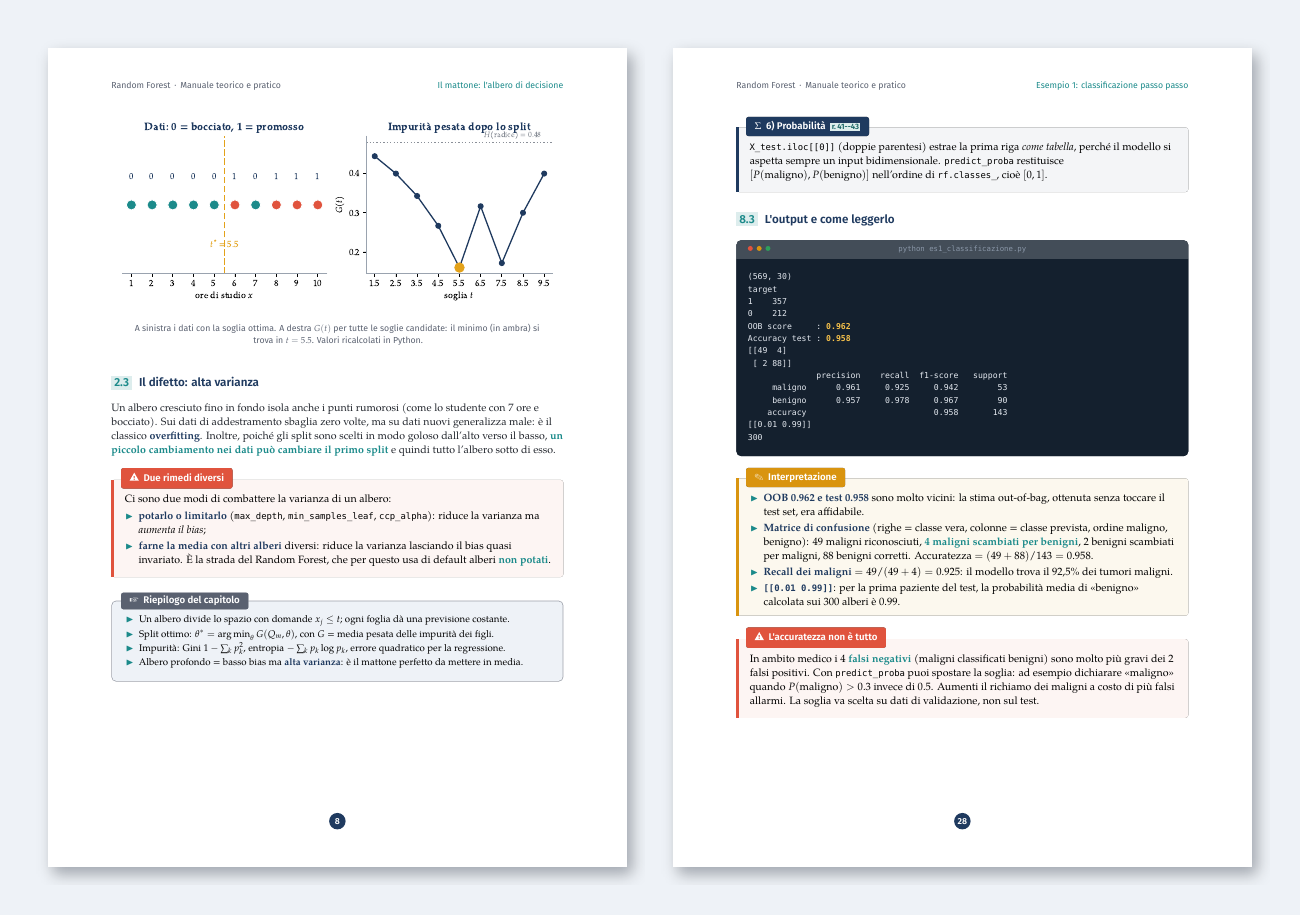 Random Forest · Manuale teorico e pratico
Il mattone: l'albero di decisione
Dati: 0 = bocciato, 1 = promosso
0 0 0 0 0 1 0 1 1 1
t* = 5.5
1 2 3 4 5 6 7 8 9 10
ore di studio x
Impurità pesata dopo lo split
H(radice) = 0.48
0.4
0.3
0.2
G(t)
1.5 2.5 3.5 4.5 5.5 6.5 7.5 8.5 9.5
soglia t
A sinistra i dati con la soglia ottima. A destra G(t) per tutte le soglie candidate: il minimo (in ambra) si
trova in t = 5.5. Valori ricalcolati in Python.
2.3 Il difetto: alta varianza
Un albero cresciuto fino in fondo isola anche i punti rumorosi (come lo studente con 7 ore e
bocciato). Sui dati di addestramento sbaglia zero volte, ma su dati nuovi generalizza male: è il
classico overfitting. Inoltre, poiché gli split sono scelti in modo goloso dall'alto verso il basso, un
piccolo cambiamento nei dati può cambiare il primo split e quindi tutto l'albero sotto di esso.
Due rimedi diversi
Ci sono due modi di combattere la varianza di un albero:
► potarlo o limitarlo (max_depth, min_samples_leaf, ccp_alpha): riduce la varianza ma
aumenta il bias;
► farne la media con altri alberi diversi: riduce la varianza lasciando il bias quasi
invariato. È la strada del Random Forest, che per questo usa di default alberi non potati.
☞ Riepilogo del capitolo
► Un albero divide lo spazio con domande xⱼ ≤ t; ogni foglia dà una previsione costante.
► Split ottimo: θ* = arg min_θ G(Qₘ, θ), con G = media pesata delle impurità dei figli.
► Impurità: Gini 1 − ∑ₖ pₖ², entropia − ∑ₖ pₖ log pₖ, errore quadratico per la regressione.
► Albero profondo = basso bias ma alta varianza: è il mattone perfetto da mettere in media.
8
Random Forest · Manuale teorico e pratico
Esempio 1: classificazione passo passo
Σ 6) Probabilità r. 41--43
X_test.iloc[[0]] (doppie parentesi) estrae la prima riga come tabella, perché il modello si
aspetta sempre un input bidimensionale. predict_proba restituisce
[P(maligno), P(benigno)] nell'ordine di rf.classes_, cioè [0, 1].
8.3 L'output e come leggerlo
python es1_classificazione.py
(569, 30)
target
1    357
0    212
OOB score     : 0.962
Accuracy test : 0.958
[[49  4]
 [ 2 88]]
precision    recall  f1-score   support
maligno      0.961     0.925     0.942        53
benigno      0.957     0.978     0.967        90
accuracy                         0.958       143
[[0.01 0.99]]
300
✎ Interpretazione
► OOB 0.962 e test 0.958 sono molto vicini: la stima out-of-bag, ottenuta senza toccare il
test set, era affidabile.
► Matrice di confusione (righe = classe vera, colonne = classe prevista, ordine maligno,
benigno): 49 maligni riconosciuti, 4 maligni scambiati per benigni, 2 benigni scambiati
per maligni, 88 benigni corretti. Accuratezza = (49 + 88)/143 = 0.958.
► Recall dei maligni = 49/(49 + 4) = 0.925: il modello trova il 92,5% dei tumori maligni.
► [[0.01 0.99]]: per la prima paziente del test, la probabilità media di «benigno»
calcolata sui 300 alberi è 0.99.
L'accuratezza non è tutto
In ambito medico i 4 falsi negativi (maligni classificati benigni) sono molto più gravi dei 2
falsi positivi. Con predict_proba puoi spostare la soglia: ad esempio dichiarare «maligno»
quando P(maligno) > 0.3 invece di 0.5. Aumenti il richiamo dei maligni a costo di più falsi
allarmi. La soglia va scelta su dati di validazione, non sul test.
28